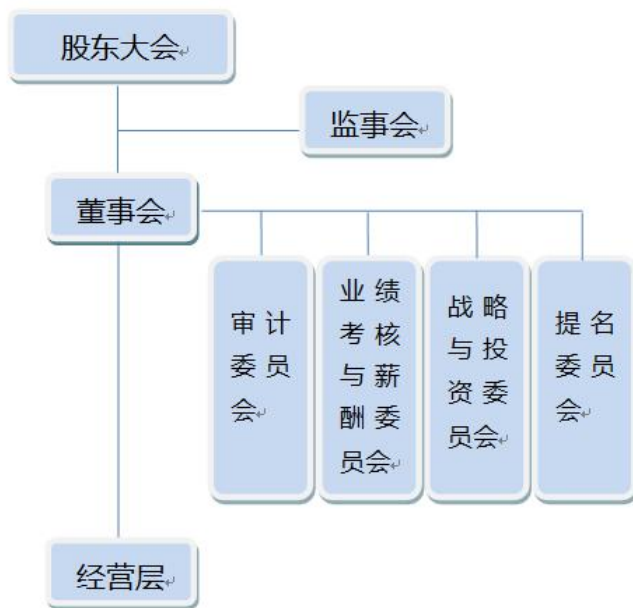 股东大会
监事会
董事会
审计
委员
会
业绩
考核
与薪
酬委
员会
战略
与投
资委
员会
提名
委员
会
经营层